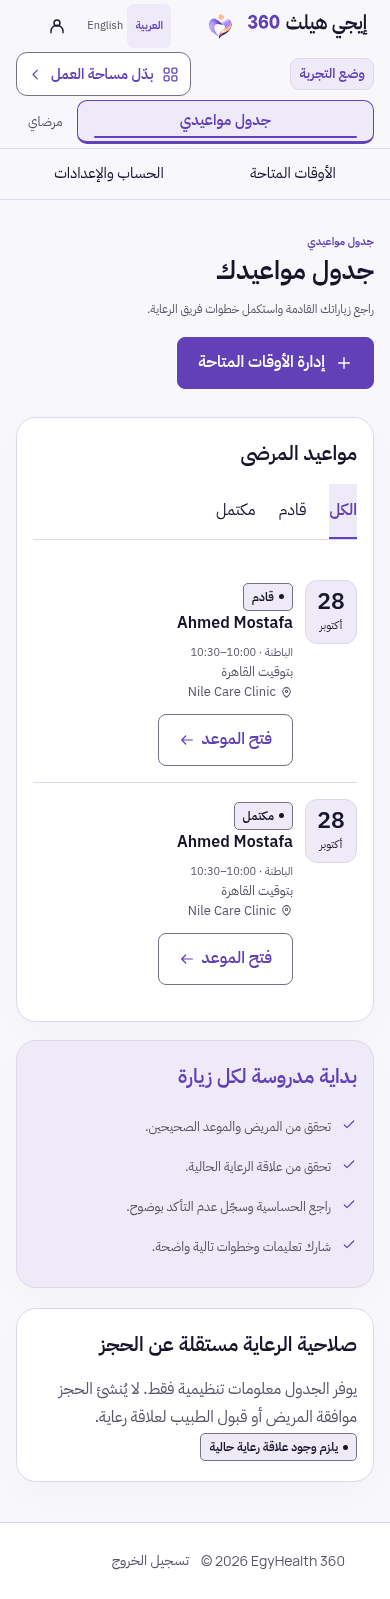 إيجي هيلث 360
العربية
English
وضع التجربة
بدّل مساحة العمل
جدول مواعيدي
مرضاي
الأوقات المتاحة
الحساب والإعدادات
جدول مواعيدي
جدول مواعيدك
راجع زياراتك القادمة واستكمل خطوات فريق الرعاية.
إدارة الأوقات المتاحة
مواعيد المرضى
الكل
قادم
مكتمل
28
أكتوبر
قادم
Ahmed Mostafa
الباطنة · 10:00–10:30
بتوقيت القاهرة
Nile Care Clinic
فتح الموعد
28
أكتوبر
مكتمل
Ahmed Mostafa
الباطنة · 10:00–10:30
بتوقيت القاهرة
Nile Care Clinic
فتح الموعد
بداية مدروسة لكل زيارة
تحقق من المريض والموعد الصحيحين.
تحقق من علاقة الرعاية الحالية.
راجع الحساسية وسجّل عدم التأكد بوضوح.
شارك تعليمات وخطوات تالية واضحة.
صلاحية الرعاية مستقلة عن الحجز
يوفر الجدول معلومات تنظيمية فقط. لا يُنشئ الحجز
موافقة المريض أو قبول الطبيب لعلاقة رعاية.
يلزم وجود علاقة رعاية حالية
© 2026 EgyHealth 360
تسجيل الخروج